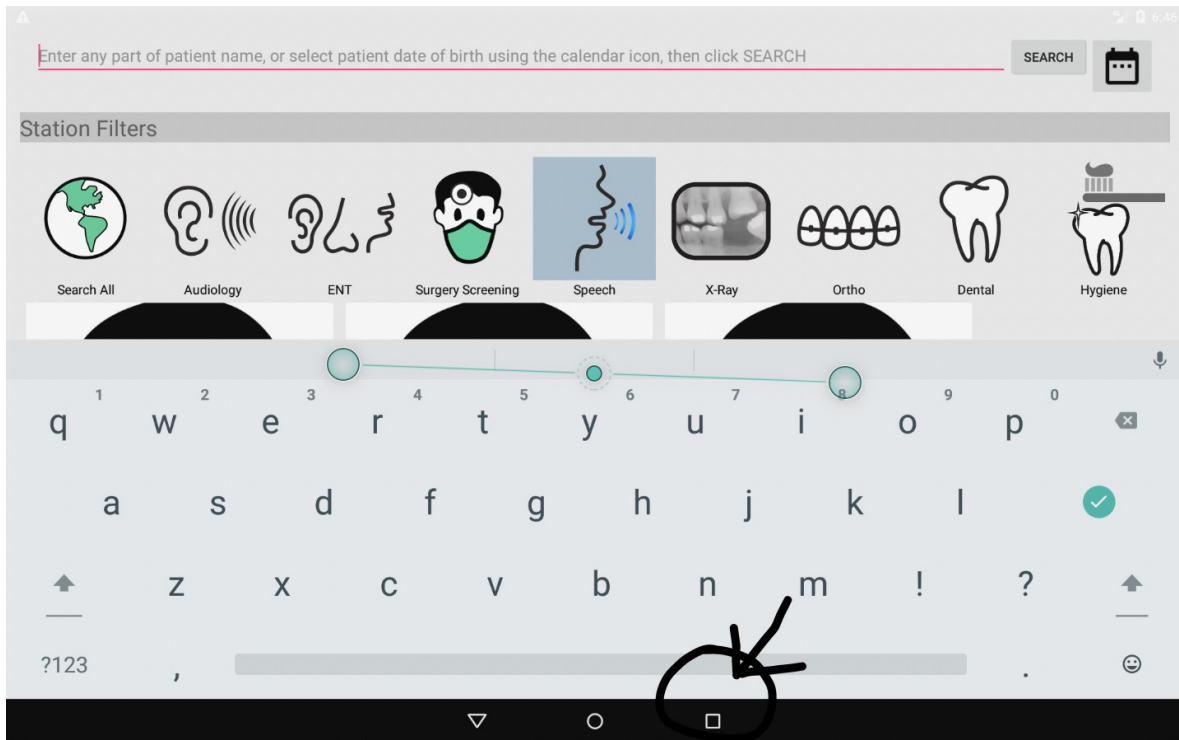 6:46
Enter any part of patient name, or select patient date of birth using the calendar icon, then click SEARCH
SEARCH
Station Filters
Search All Audiology ENT Surgery Screening Speech X-Ray Ortho Dental Hygiene
1 2 3 4 5 6 7 8 9 0
q w e r t y u i o p
a s d f g h j k l
z x c v b n m ! ?
?123 , .